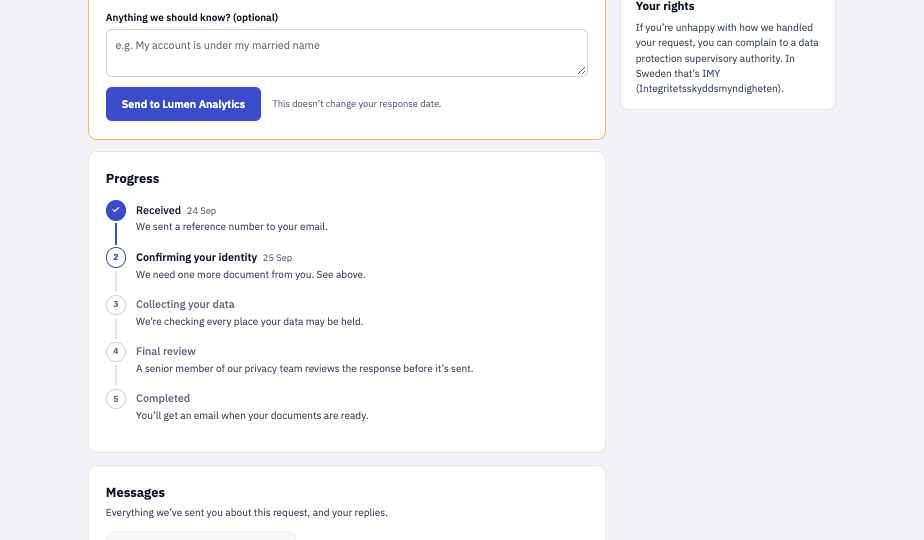 Anything we should know? (optional)
e.g. My account is under my married name
Send to Lumen Analytics
This doesn’t change your response date.
Progress
Received 24 Sep
We sent a reference number to your email.
2
Confirming your identity 25 Sep
We need one more document from you. See above.
3
Collecting your data
We’re checking every place your data may be held.
4
Final review
A senior member of our privacy team reviews the response before it’s sent.
5
Completed
You’ll get an email when your documents are ready.
Messages
Everything we’ve sent you about this request, and your replies.
Your rights
If you’re unhappy with how we handled
your request, you can complain to a data
protection supervisory authority. In
Sweden that’s IMY
(Integritetsskyddsmyndigheten).